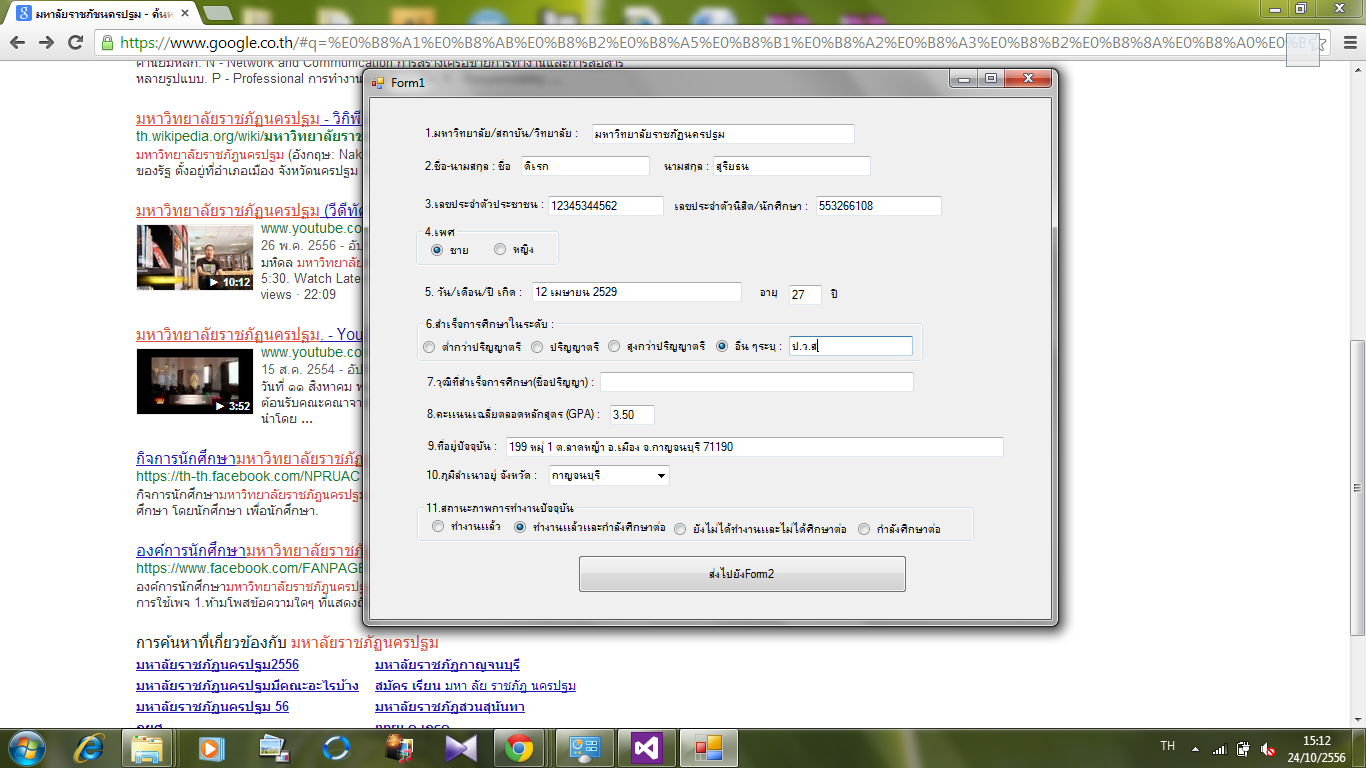 มหาลัยราชภัชนครปฐม - ค้นห
https://www.google.co.th/#q=%E0%B8%A1%E0%B8%AB%E0%B8%B2%E0%B8%A5%E0%B8%B1%E0%B8%A2%E0%B8%A3%E0%B8%B2%E0%B8%8A%E0%B8%A0%E0%B8
หลายรูปแบบ. P - Professional การทำงาน
มหาวิทยาลัยราชภัฏนครปฐม - วิกิพี
th.wikipedia.org/wiki/มหาวิทยาลัยราช
มหาวิทยาลัยราชภัฏนครปฐม (อังกฤษ: Nak
ของรัฐ ตั้งอยู่ที่อำเภอเมือง จังหวัดนครปฐม
มหาวิทยาลัยราชภัฏนครปฐม (วีดีทัศ
www.youtube.co
26 พ.ค. 2556 - อัป
มหิดล มหาวิทยาลัย
5:30. Watch Late
views · 22:09
10:12
มหาวิทยาลัยราชภัฏนครปฐม. - You
www.youtube.co
15 ส.ค. 2554 - อัป
วันที่ ๑๑ สิงหาคม พ
ต้อนรับคณะคณาจา
นำโดย ...
3:52
กิจการนักศึกษามหาวิทยาลัยราชภัฏ
https://th-th.facebook.com/NPRUAC
กิจการนักศึกษามหาวิทยาลัยราชภัฏนครปฐ
ศึกษา โดยนักศึกษา เพื่อนักศึกษา.
องค์การนักศึกษามหาวิทยาลัยราชภั
https://www.facebook.com/FANPAGE
องค์การนักศึกษามหาวิทยาลัยราชภัฏนครปฐ
การใช้เพจ 1.ห้ามโพสข้อความใดๆ ที่แสดงถึ
การค้นหาที่เกี่ยวข้องกับ มหาลัยราชภัฏนครปฐม
มหาลัยราชภัฏนครปฐม2556 มหาลัยราชภัฏกาญจนบุรี
มหาลัยราชภัฏนครปฐมมีคณะอะไรบ้าง สมัคร เรียน มหา ลัย ราชภัฏ นครปฐม
มหาลัยราชภัฏนครปฐม 56 มหาลัยราชภัฏสวนสุนันทา
Form1
1.มหาวิทยาลัย/สถาบัน/วิทยาลัย : มหาวิทยาลัยราชภัฏนครปฐม
2.ชื่อ-นามสกุล : ชื่อ ดิเรก นามสกุล : สุริยธน
3.เลขประจำตัวประชาชน : 12345344562 เลขประจำตัวนิสิต/นักศึกษา : 553266108
4.เพศ
ชาย หญิง
5. วัน/เดือน/ปี เกิด : 12 เมษายน 2529 อายุ 27 ปี
6.สำเร็จการศึกษาในระดับ :
ต่ำกว่าปริญญาตรี ปริญญาตรี สูงกว่าปริญญาตรี อื่น ๆระบุ : ป.ว.ส
7.วุฒิที่สำเร็จการศึกษา(ชื่อปริญญา) :
8.คะแนนเฉลี่ยตลอดหลักสูตร (GPA) : 3.50
9.ที่อยู่ปัจจุบัน : 199 หมู่ 1 ต.ลาดหญ้า อ.เมือง จ.กาญจนบุรี 71190
10.ภูมิลำเนาอยู่ จังหวัด : กาญจนบุรี
11.สถานะภาพการทำงานปัจจุบัน
ทำงานแล้ว ทำงานแล้วและกำลังศึกษาต่อ ยังไม่ได้ทำงานและไม่ได้ศึกษาต่อ กำลังศึกษาต่อ
ส่งไปยังForm2
TH
15:12
24/10/2556